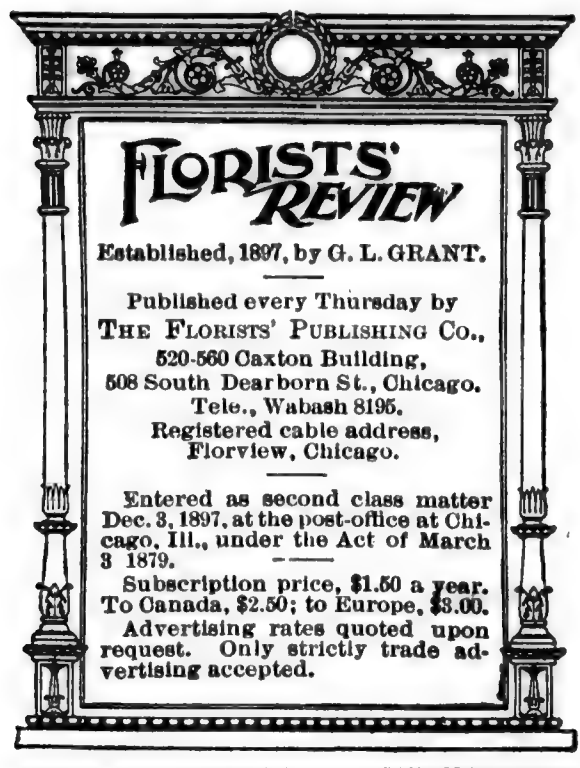 FLORISTS'
REVIEW
Established, 1897, by G. L. GRANT.
Published every Thursday by
THE FLORISTS' PUBLISHING CO.,
520-560 Caxton Building,
508 South Dearborn St., Chicago.
Tele., Wabash 8195.
Registered cable address,
Florview, Chicago.
Entered as second class matter
Dec. 3, 1897, at the post-office at Chi-
cago, Ill., under the Act of March
3 1879.
Subscription price, $1.50 a year.
To Canada, $2.50; to Europe, $3.00.
Advertising rates quoted upon
request. Only strictly trade ad-
vertising accepted.